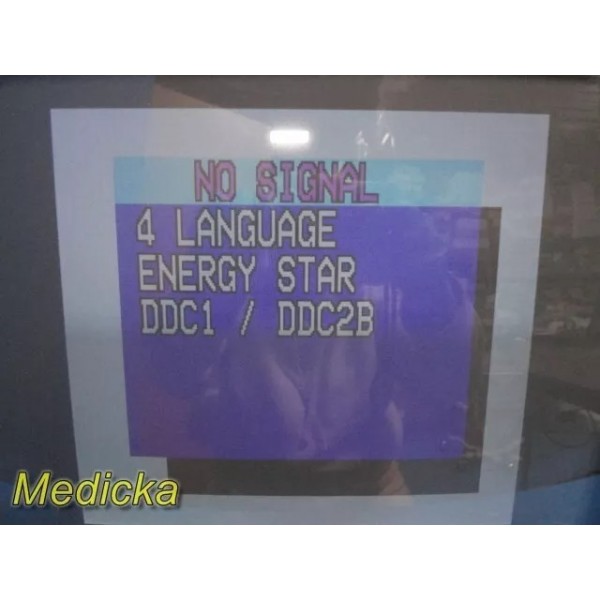 NO SIGNAL
4 LANGUAGE
ENERGY STAR
DDC1 / DDC2B
Medicka